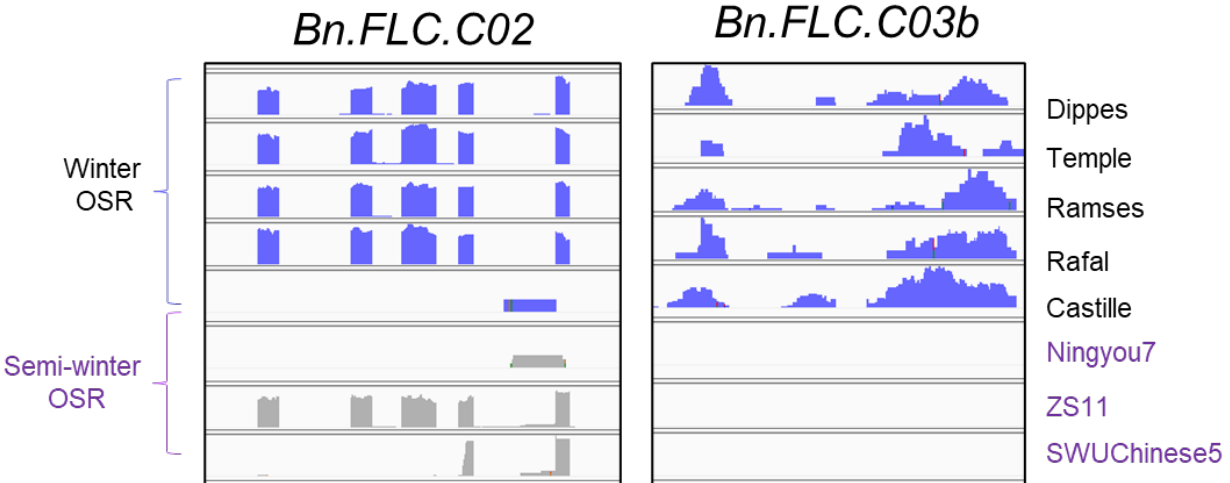 Bn.FLC.C02
Bn.FLC.C03b
Winter
OSR
Semi-winter
OSR
Dippes
Temple
Ramses
Rafal
Castille
Ningyou7
ZS11
SWUChinese5